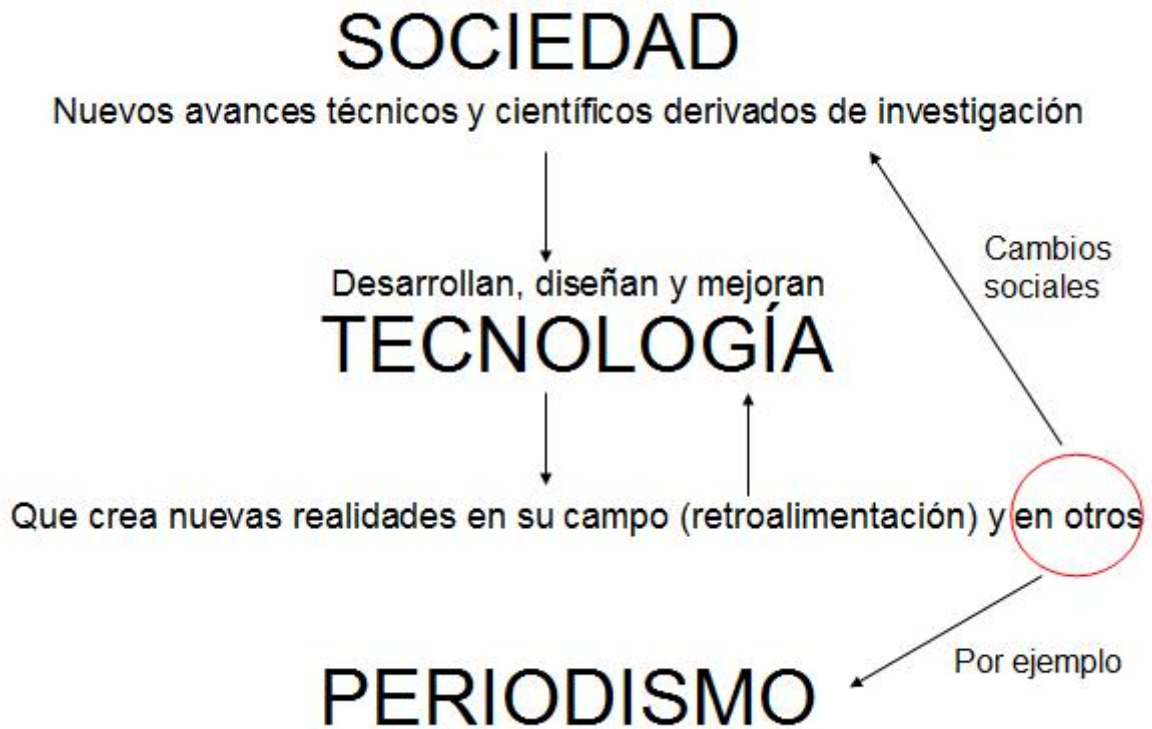 SOCIEDAD
Nuevos avances técnicos y científicos derivados de investigación
Cambios
sociales
Desarrollan, diseñan y mejoran
TECNOLOGÍA
Que crea nuevas realidades en su campo (retroalimentación) y en otros
Por ejemplo
PERIODISMO